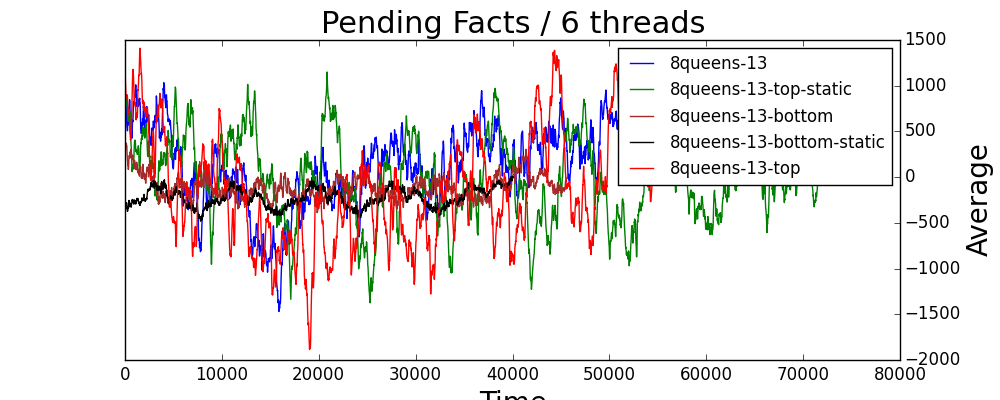 Pending Facts / 6 threads
8queens-13
8queens-13-top-static
8queens-13-bottom
8queens-13-bottom-static
8queens-13-top
1500
1000
500
0
−500
−1000
−1500
−2000
Average
0 10000 20000 30000 40000 50000 60000 70000 80000
Time